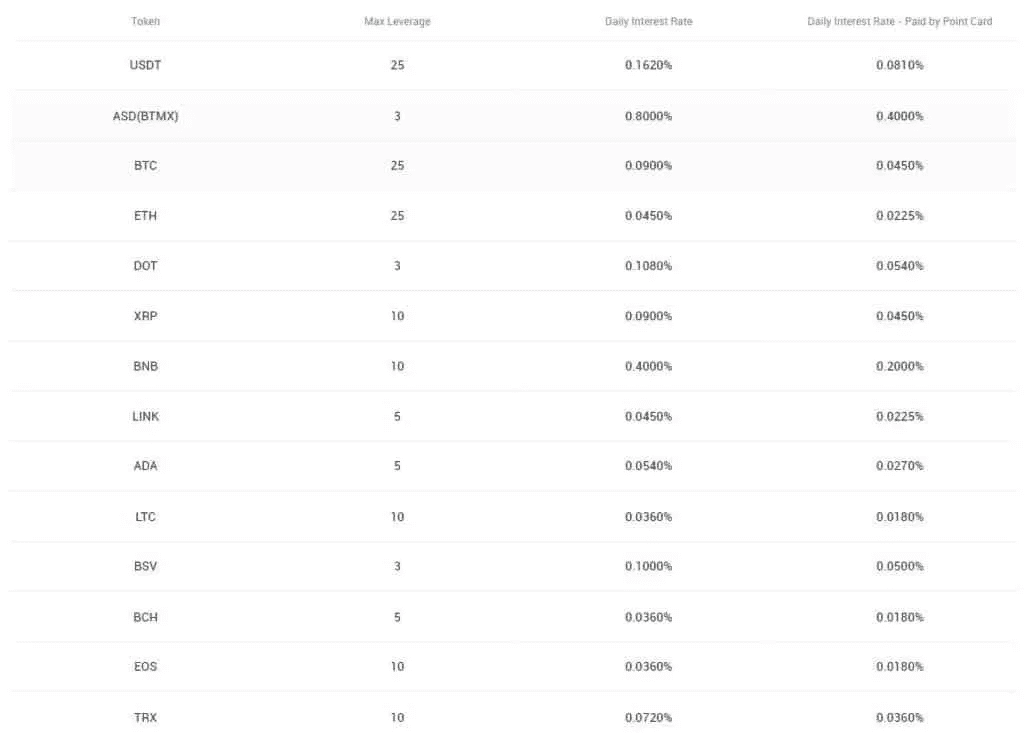 Token Max Leverage Daily Interest Rate Daily Interest Rate - Paid by Point Card
USDT 25 0.1620% 0.0810%
ASD(BTMX) 3 0.8000% 0.4000%
BTC 25 0.0900% 0.0450%
ETH 25 0.0450% 0.0225%
DOT 3 0.1080% 0.0540%
XRP 10 0.0900% 0.0450%
BNB 10 0.4000% 0.2000%
LINK 5 0.0450% 0.0225%
ADA 5 0.0540% 0.0270%
LTC 10 0.0360% 0.0180%
BSV 3 0.1000% 0.0500%
BCH 5 0.0360% 0.0180%
EOS 10 0.0360% 0.0180%
TRX 10 0.0720% 0.0360%